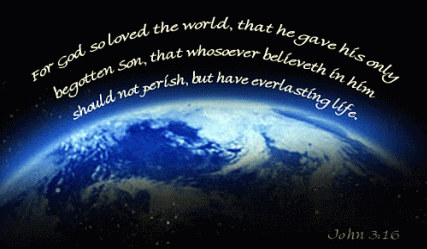 For God so loved the world, that he gave his only
begotten Son, that whosoever believeth in him
should not perish, but have everlasting life.
John 3:16